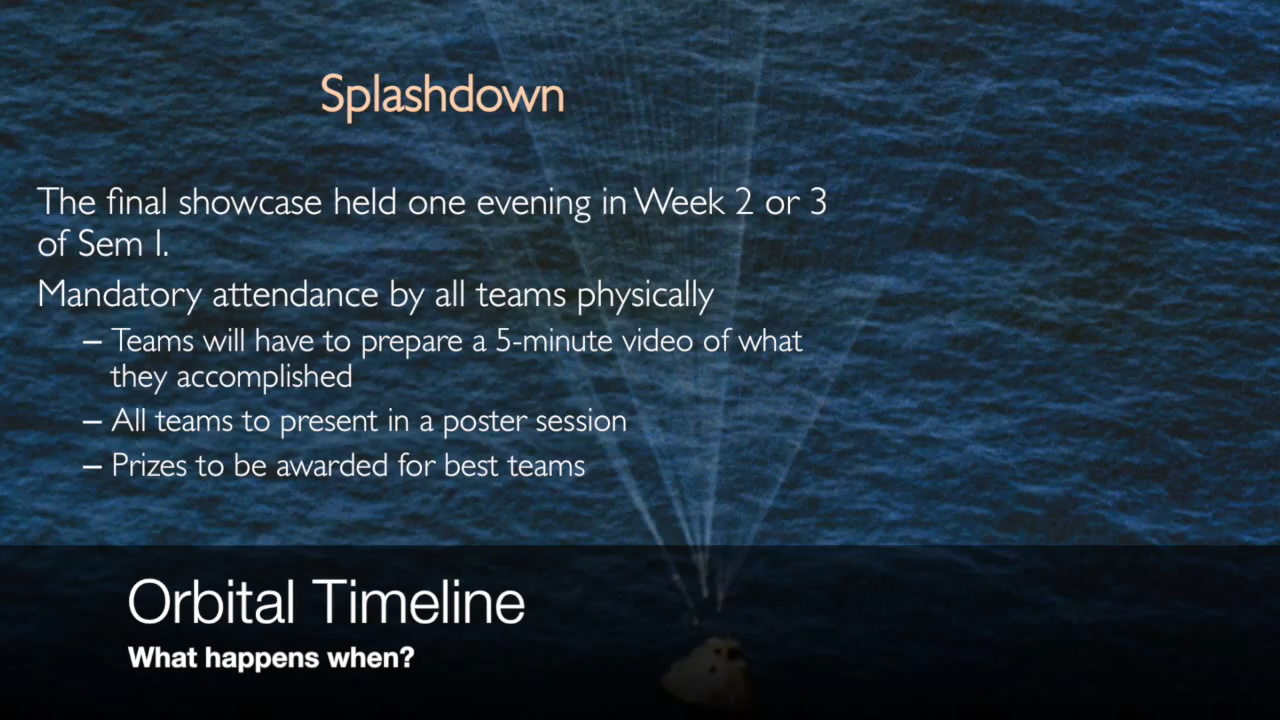 Splashdown
The final showcase held one evening in Week 2 or 3
of Sem 1.
Mandatory attendance by all teams physically
– Teams will have to prepare a 5-minute video of what
they accomplished
– All teams to present in a poster session
– Prizes to be awarded for best teams
Orbital Timeline
What happens when?